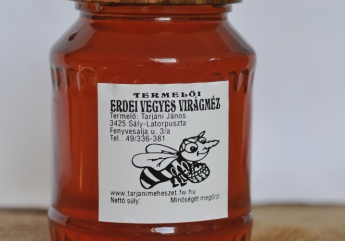 TERMELŐI
ERDEI VEGYES VIRÁGMÉZ
Termelő: Tarjáni János
3425 Sály-Latorpuszta
Fenyvesalja u. 3/a
Tel.: 49/336-381
www.tarjanimeheszet.fw.hu
Nettó súly: Minőségét megőrzi: